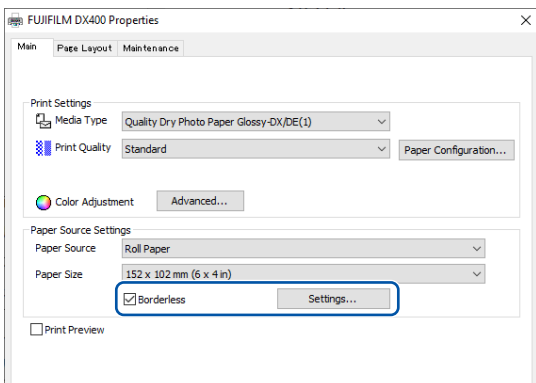 FUJIFILM DX400 Properties
Main Page Layout Maintenance
Print Settings
Media Type Quality Dry Photo Paper Glossy-DX/DE(1)
Print Quality Standard Paper Configuration...
Color Adjustment Advanced...
Paper Source Settings
Paper Source Roll Paper
Paper Size 152 x 102 mm (6 x 4 in)
Borderless Settings...
Print Preview